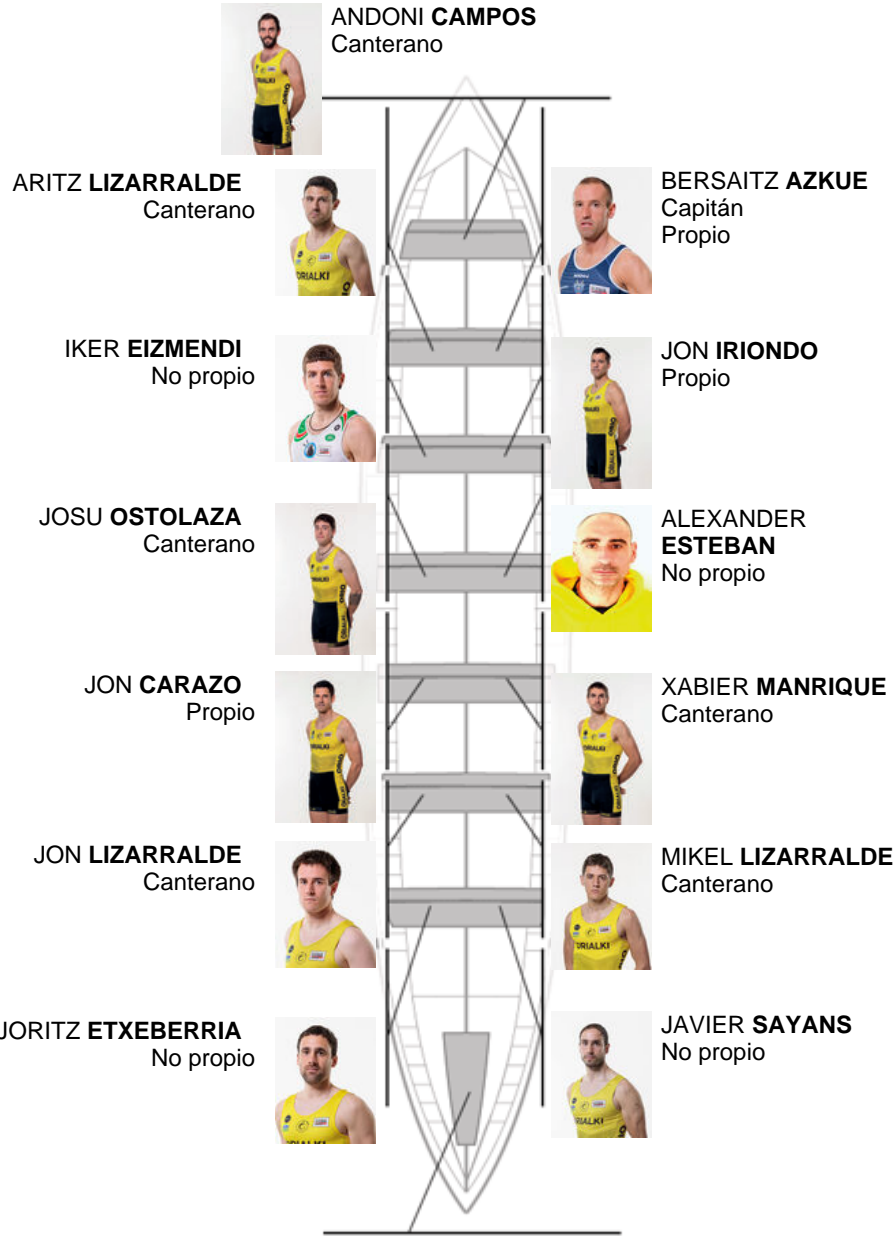 ANDONI CAMPOS
Canterano
ARITZ LIZARRALDE
Canterano
BERSAITZ AZKUE
Capitán
Propio
IKER EIZMENDI
No propio
JON IRIONDO
Propio
JOSU OSTOLAZA
Canterano
ALEXANDER
ESTEBAN
No propio
JON CARAZO
Propio
XABIER MANRIQUE
Canterano
JON LIZARRALDE
Canterano
MIKEL LIZARRALDE
Canterano
JORITZ ETXEBERRIA
No propio
JAVIER SAYANS
No propio